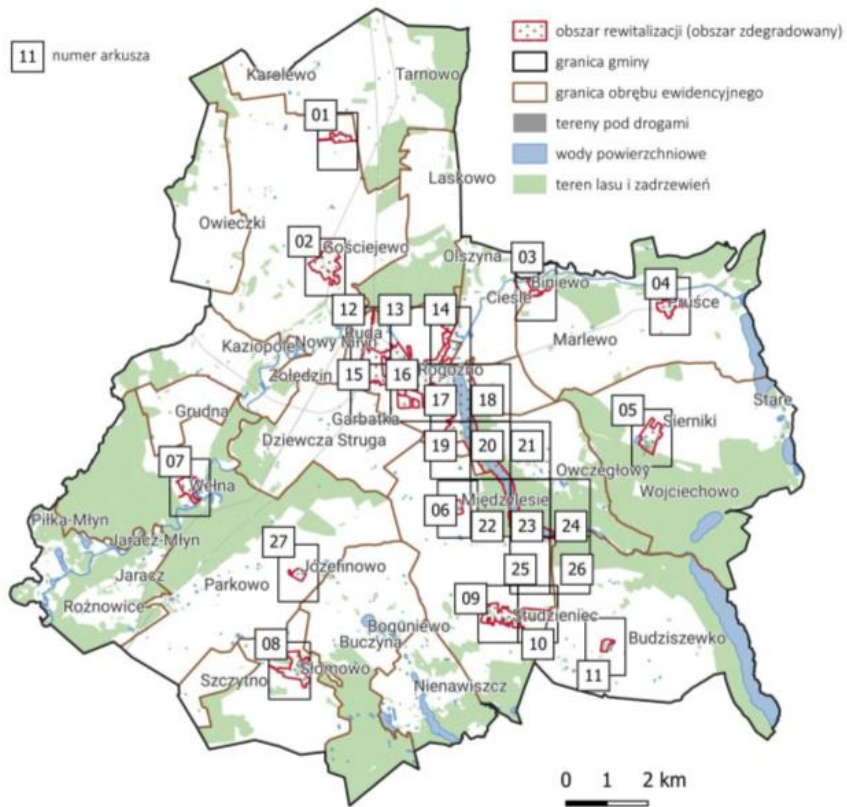 11 numer arkusza
obszar rewitalizacji (obszar zdegradowany)
granica gminy
granica obrębu ewidencyjnego
tereny pod drogami
wody powierzchniowe
teren lasu i zadrzewień
Karolewo
Tarnowo
01
Laskowo
Owieczki
02
Gościejewo
Olszyna
03
Biniewo
Cieśle
04
Pruśce
12
13
14
Ruda
Nowy Młyn
Kaziopole
Marlewo
Żołędzin
15
16
Rogoźno
Stare
17
18
Grudna
Garbatka
05
Sierniki
Dziewcza Struga
19
20
21
07
Wełna
Owczegłowy
Wojciechowo
Międzylesie
06
22
23
24
Piłka-Młyn
Jaracz-Młyn
27
Józefinowo
25
26
Jaracz
Parkowo
Rożnowice
09
Studzieniec
Boguniewo
Buczyna
10
Budziszewko
08
Słomowo
Szczytno
Nienawiszcz
11
0 1 2 km